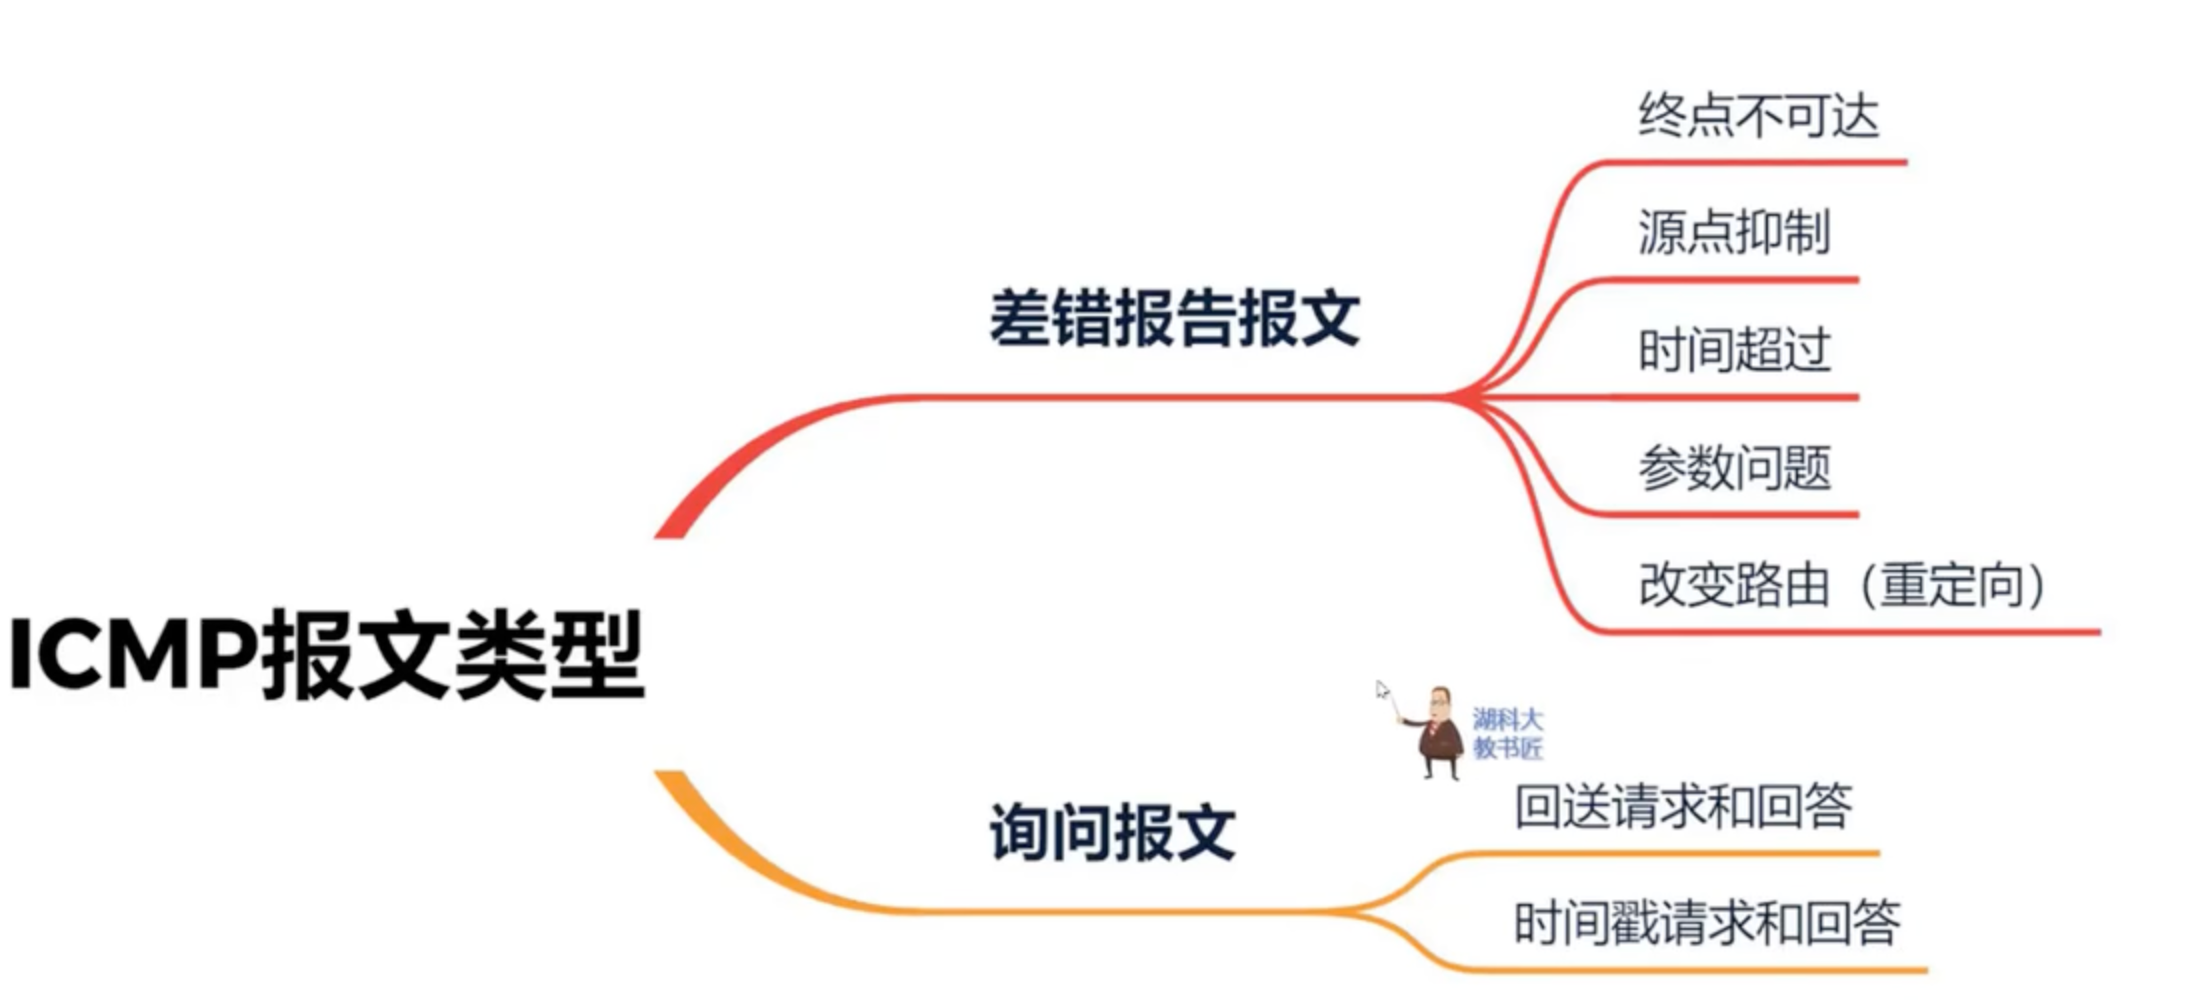 ICMP报文类型
差错报告报文
终点不可达
源点抑制
时间超过
参数问题
改变路由（重定向）
湖科大
教书匠
询问报文
回送请求和回答
时间戳请求和回答